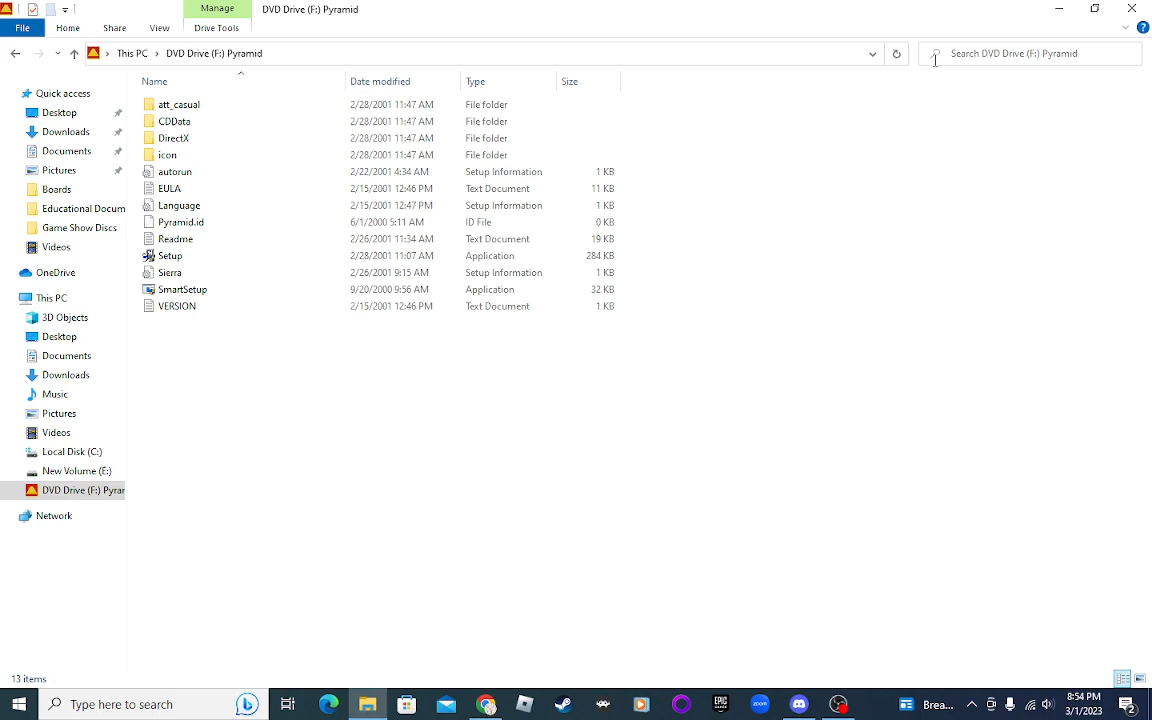 Manage DVD Drive (F:) Pyramid
File Home Share View Drive Tools
This PC DVD Drive (F:) Pyramid Search DVD Drive (F:) Pyramid
Name Date modified Type Size
Quick access
Desktop
Downloads
Documents
Pictures
Boards
Educational Docum
Game Show Discs
Videos
OneDrive
This PC
3D Objects
Desktop
Documents
Downloads
Music
Pictures
Videos
Local Disk (C:)
New Volume (E:)
DVD Drive (F:) Pyrar
Network
att_casual 2/28/2001 11:47 AM File folder
CDData 2/28/2001 11:47 AM File folder
DirectX 2/28/2001 11:47 AM File folder
icon 2/28/2001 11:47 AM File folder
autorun 2/22/2001 4:34 AM Setup Information 1 KB
EULA 2/15/2001 12:46 PM Text Document 11 KB
Language 2/15/2001 12:47 PM Setup Information 1 KB
Pyramid.id 6/1/2000 5:11 AM ID File 0 KB
Readme 2/26/2001 11:34 AM Text Document 19 KB
Setup 2/28/2001 11:07 AM Application 284 KB
Sierra 2/26/2001 9:15 AM Setup Information 1 KB
SmartSetup 9/20/2000 9:56 AM Application 32 KB
VERSION 2/15/2001 12:46 PM Text Document 1 KB
13 items
Type here to search
EPIC
GAMES
zoom
Brea...
8:54 PM
3/1/2023
2